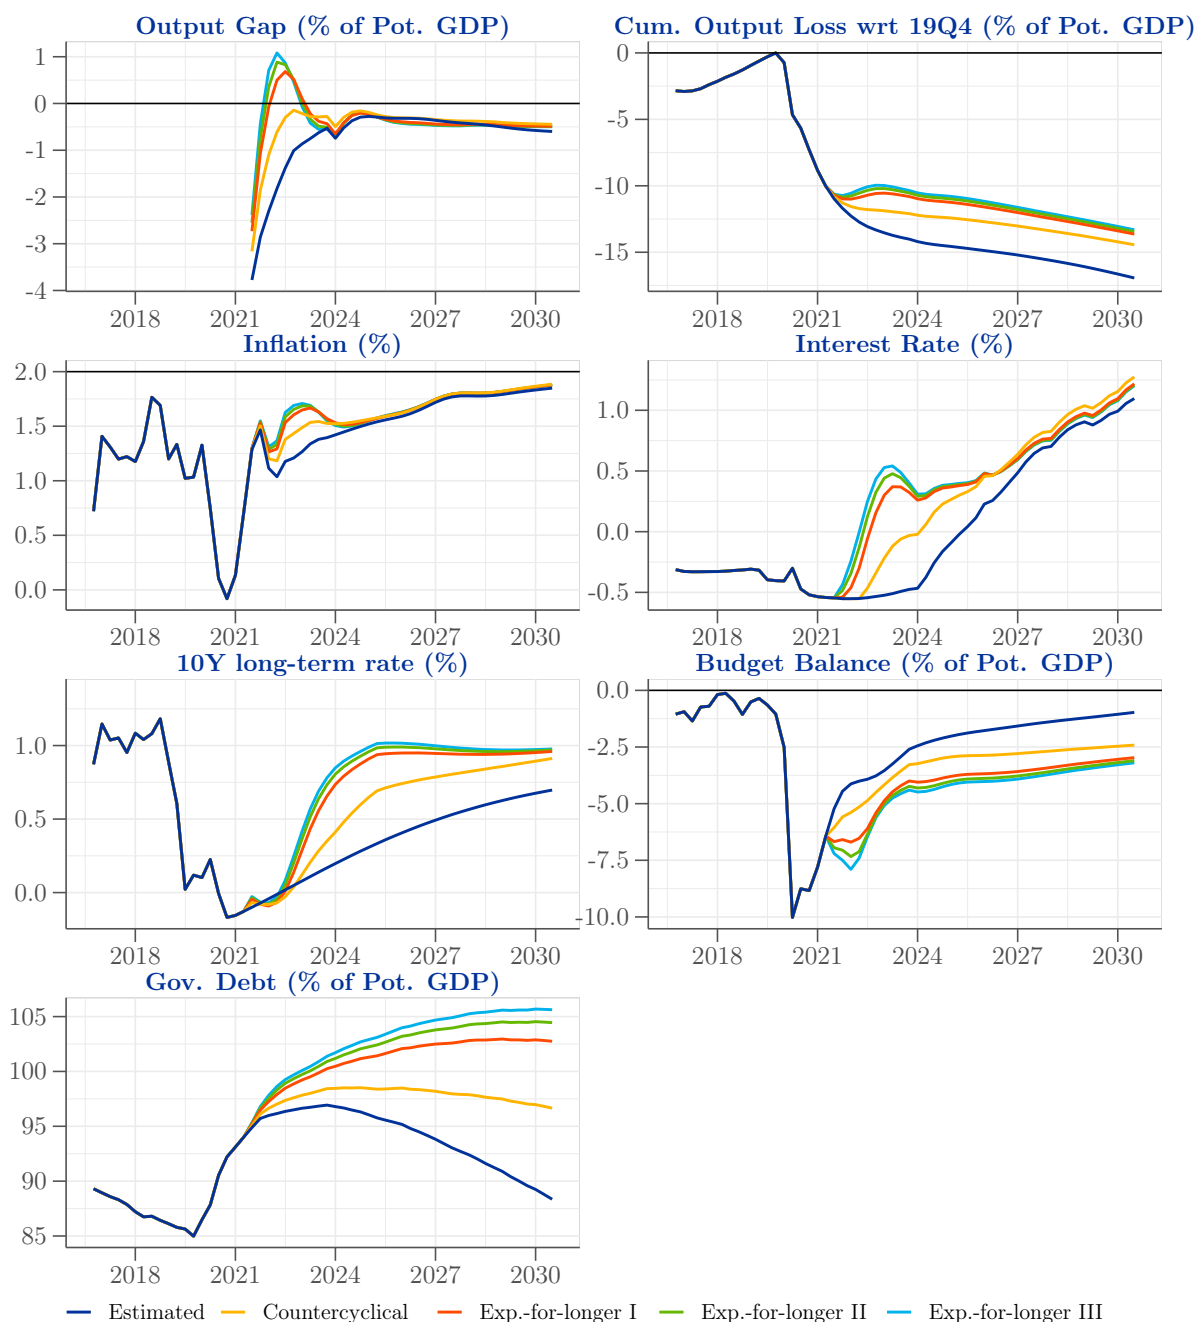 Output Gap (% of Pot. GDP)
1
0
-1
-2
-3
-4
2018 2021 2024 2027 2030
Cum. Output Loss wrt 19Q4 (% of Pot. GDP)
0
-5
-10
-15
2018 2021 2024 2027 2030
Inflation (%)
2.0
1.5
1.0
0.5
0.0
2018 2021 2024 2027 2030
Interest Rate (%)
1.0
0.5
0.0
-0.5
2018 2021 2024 2027 2030
10Y long-term rate (%)
1.0
0.5
0.0
2018 2021 2024 2027 2030
Budget Balance (% of Pot. GDP)
0.0
-2.5
-5.0
-7.5
-10.0
2018 2021 2024 2027 2030
Gov. Debt (% of Pot. GDP)
105
100
95
90
85
2018 2021 2024 2027 2030
Estimated Countercyclical Exp.-for-longer I Exp.-for-longer II Exp.-for-longer III